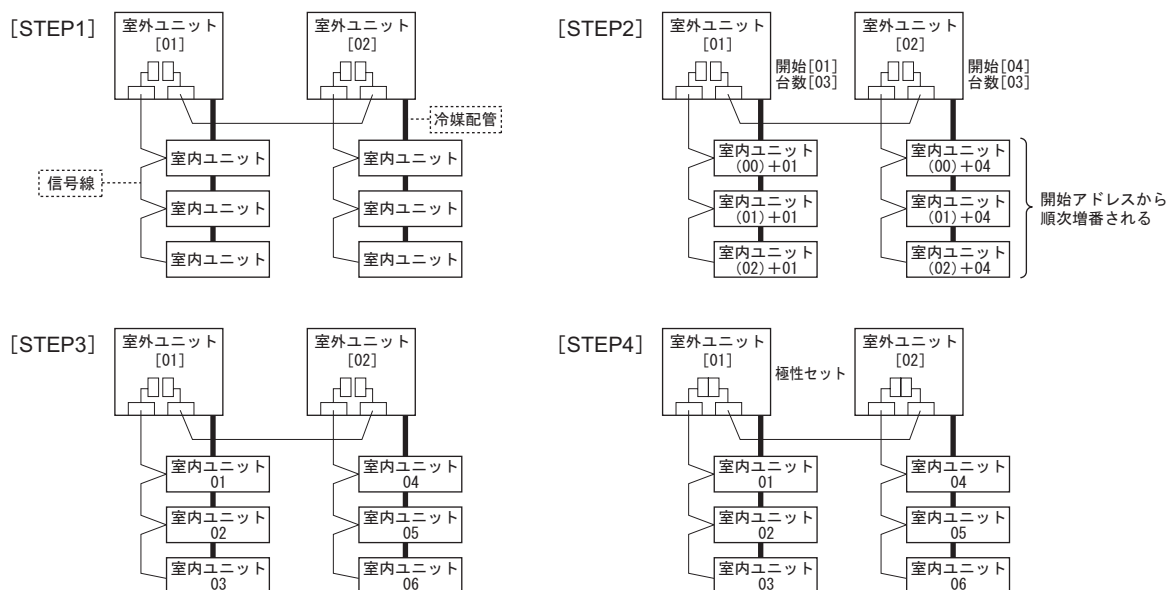 [STEP1]
室外ユニット
[01]
室外ユニット
[02]
冷媒配管
信号線
室内ユニット
室内ユニット
室内ユニット
室内ユニット
室内ユニット
室内ユニット
[STEP2]
室外ユニット
[01]
開始[01]
台数[03]
室外ユニット
[02]
開始[04]
台数[03]
室内ユニット
(00)+01
室内ユニット
(01)+01
室内ユニット
(02)+01
室内ユニット
(00)+04
室内ユニット
(01)+04
室内ユニット
(02)+04
開始アドレスから
順次増番される
[STEP3]
室外ユニット
[01]
室外ユニット
[02]
室内ユニット
01
室内ユニット
02
室内ユニット
03
室内ユニット
04
室内ユニット
05
室内ユニット
06
[STEP4]
室外ユニット
[01]
極性セット
室外ユニット
[02]
室内ユニット
01
室内ユニット
02
室内ユニット
03
室内ユニット
04
室内ユニット
05
室内ユニット
06